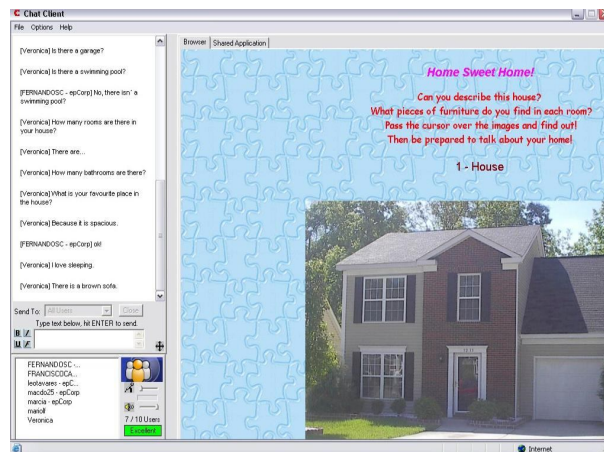 Chat Client
File Options Help
[Veronica] Is there a garage?
[Veronica] Is there a swimming pool?
[FERNANDOSC - epCorp] No, there isn´ a
swimming pool?
[Veronica] How many rooms are there in
your house?
[Veronica] There are...
[Veronica] How many bathrooms are there?
[Veronica] What is your favourite place in
the house?
[Veronica] Because it is spacious.
[FERNANDOSC - epCorp] ok!
[Veronica] I love sleeping.
[Veronica] There is a brown sofa.
Send To: All Users Close
Type text below, hit ENTER to send.
B I
U
FERNANDOSC -...
FRANCISCOCA...
leotavares - epC...
macdo25 - epCorp
marcia - epCorp
mariolf
Veronica
7 / 10 Users
Excellent
Browser Shared Application
Home Sweet Home!
Can you describe this house?
What pieces of furniture do you find in each room?
Pass the cursor over the images and find out!
Then be prepared to talk about your home!
1 - House
Internet